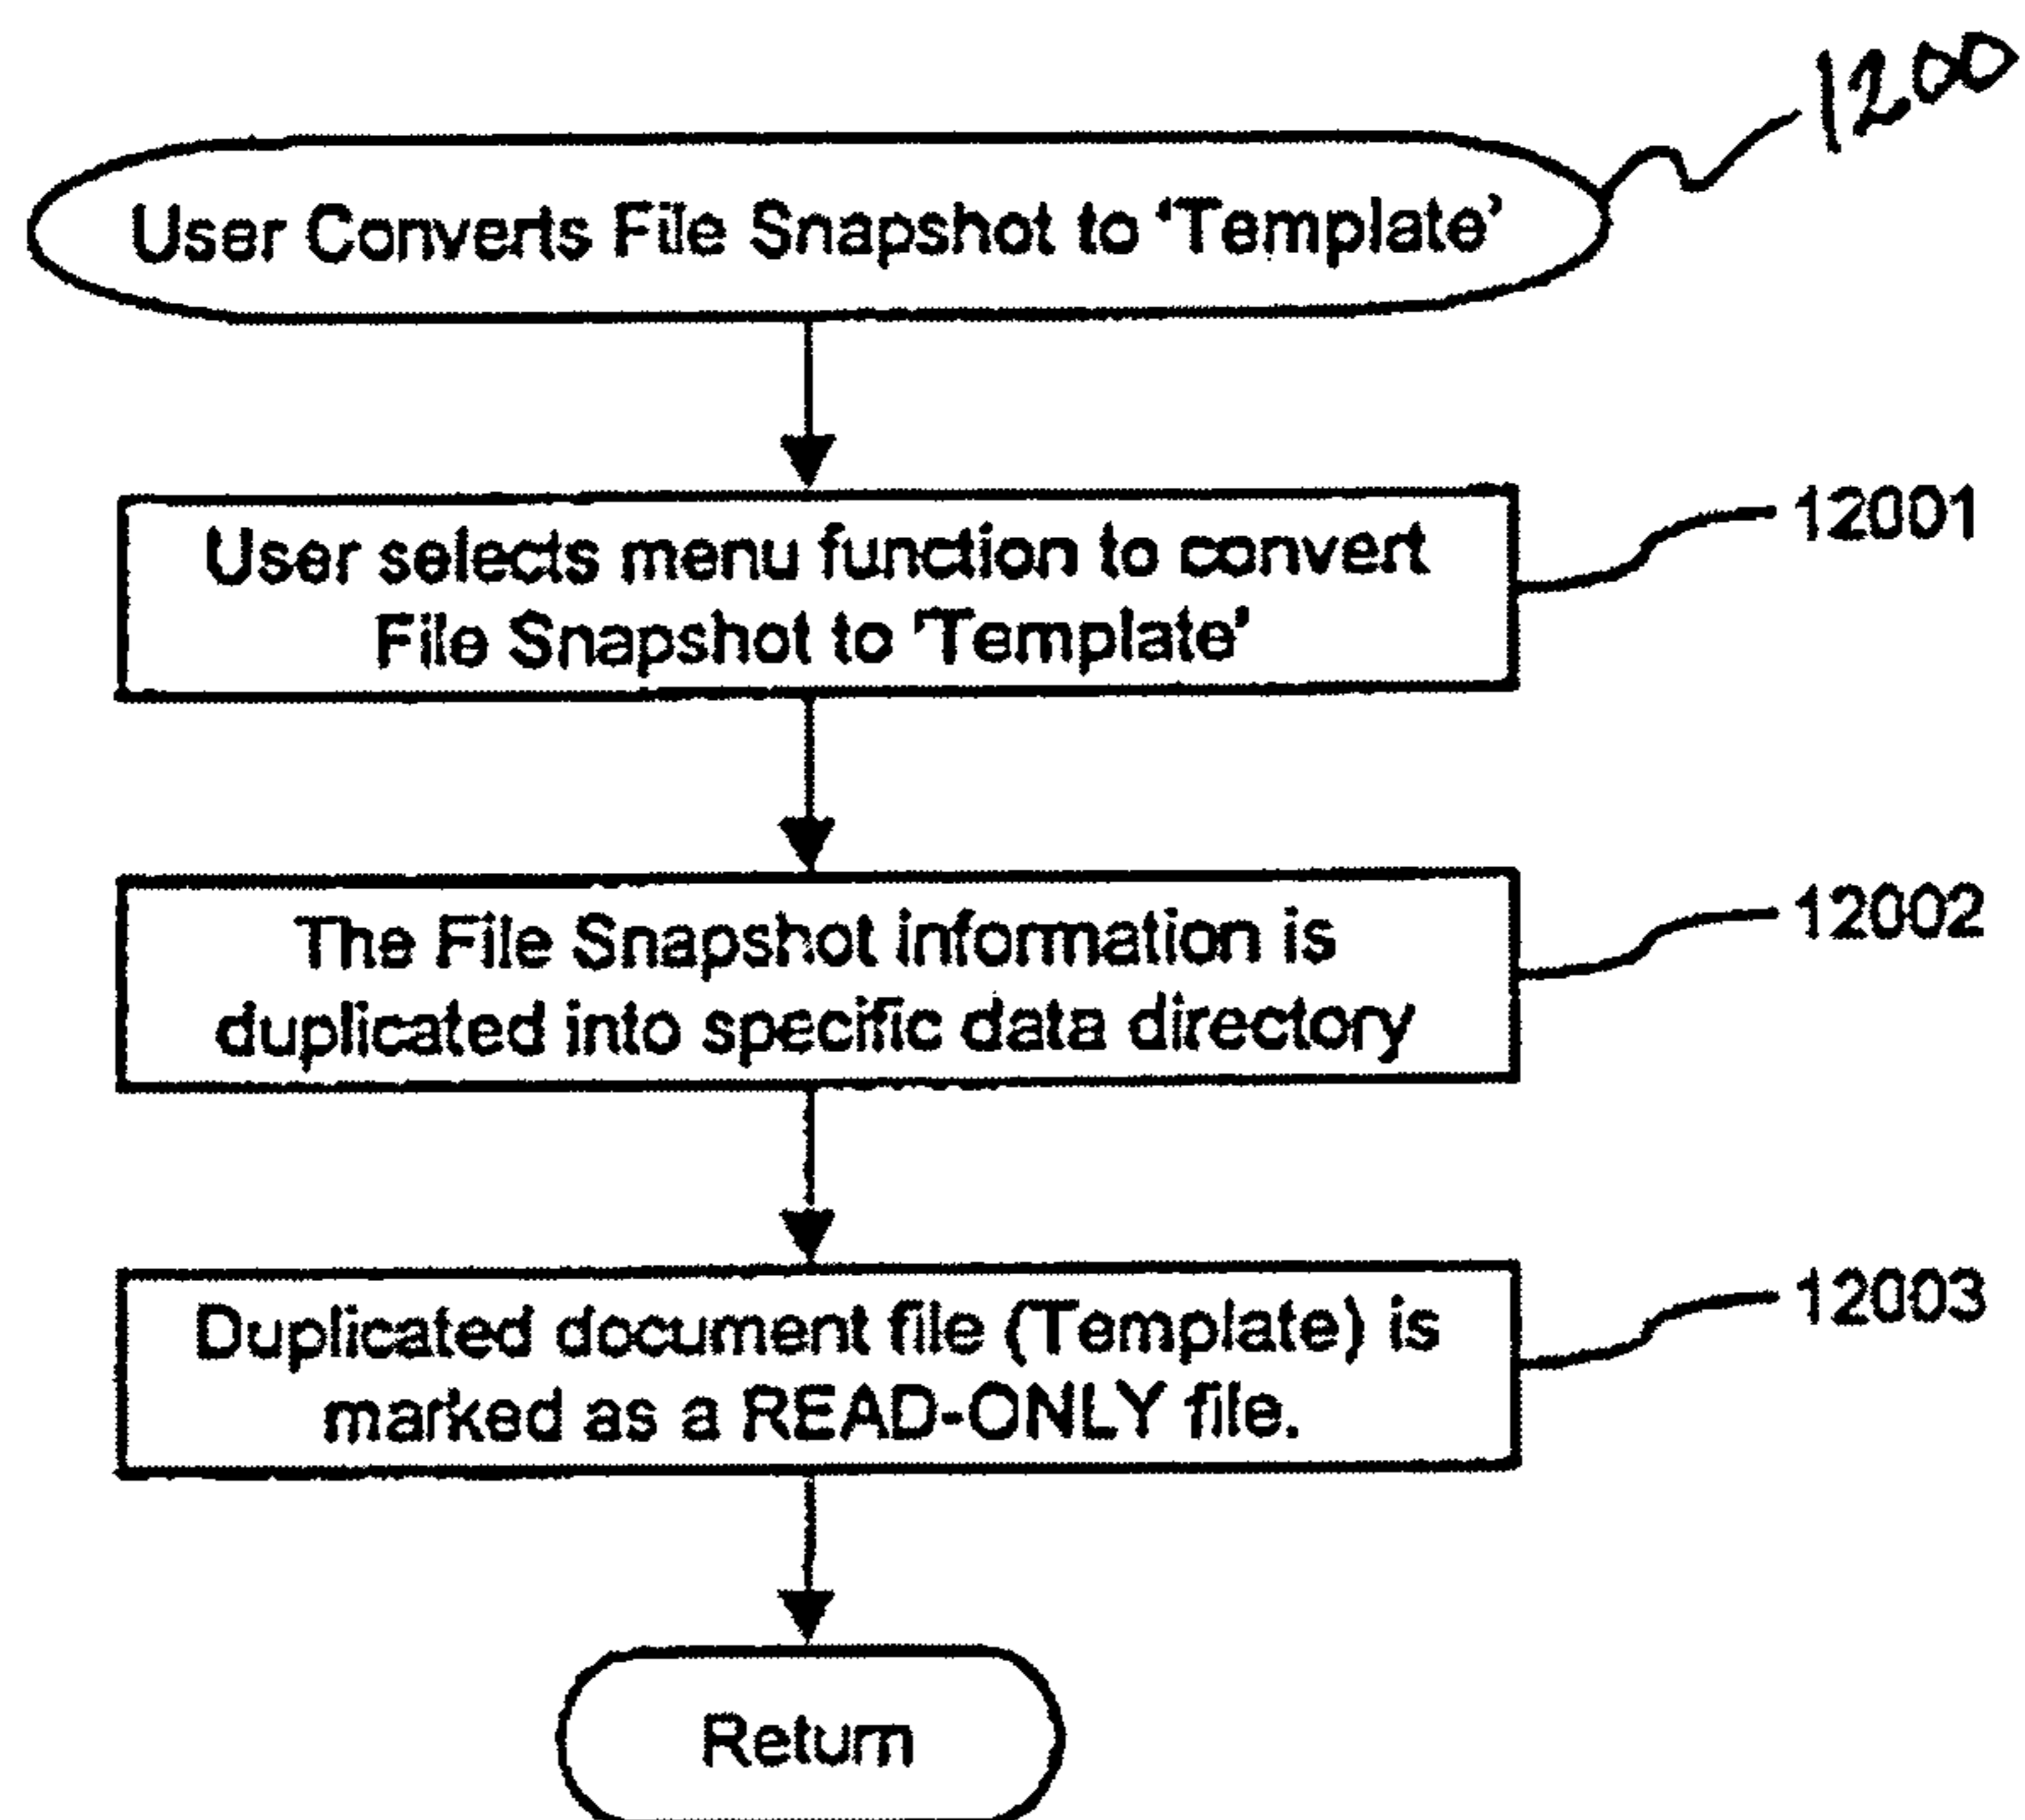 1200
User Converts File Snapshot to ‘Template’
User selects menu function to convert
File Snapshot to 'Template'
12001
The File Snapshot information is
duplicated into specific data directory
12002
Duplicated document file (Template) is
marked as a READ-ONLY file.
12003
Return